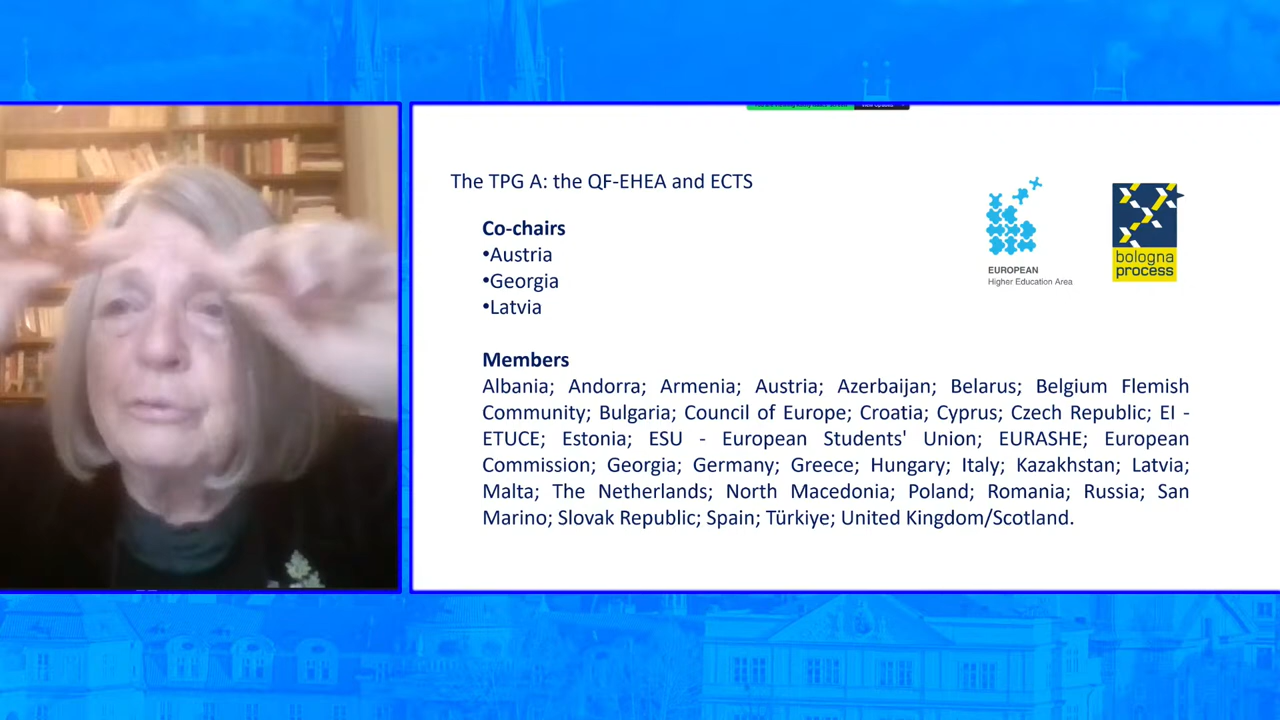 The TPG A: the QF-EHEA and ECTS
Co-chairs
•Austria
•Georgia
•Latvia
EUROPEAN
Higher Education Area
bologna
process
Members
Albania; Andorra; Armenia; Austria; Azerbaijan; Belarus; Belgium Flemish
Community; Bulgaria; Council of Europe; Croatia; Cyprus; Czech Republic; EI -
ETUCE; Estonia; ESU - European Students' Union; EURASHE; European
Commission; Georgia; Germany; Greece; Hungary; Italy; Kazakhstan; Latvia;
Malta; The Netherlands; North Macedonia; Poland; Romania; Russia; San
Marino; Slovak Republic; Spain; Türkiye; United Kingdom/Scotland.